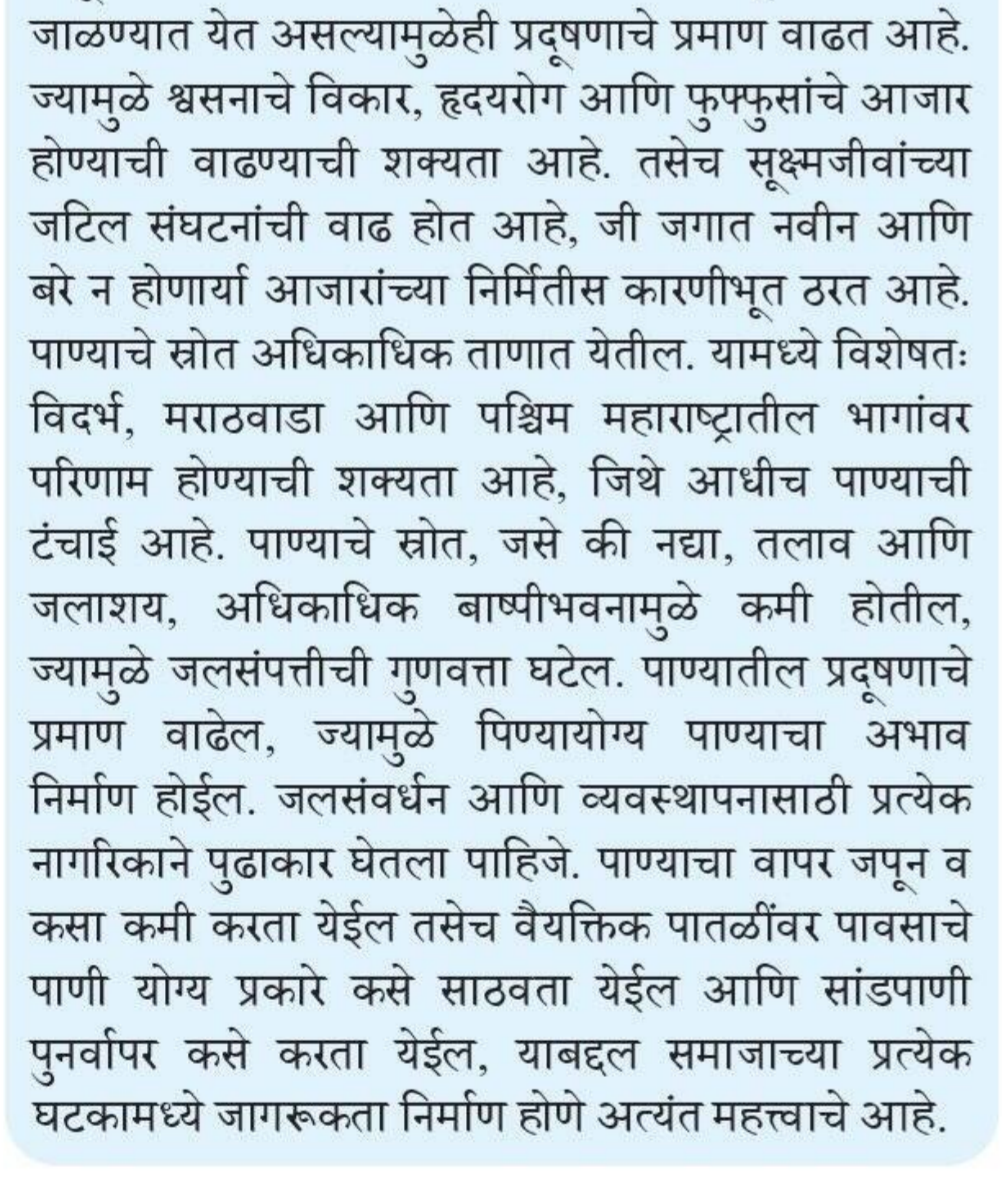 जाळण्यात येत असल्यामुळेही प्रदूषणाचे प्रमाण वाढत आहे.
ज्यामुळे श्वसनाचे विकार, हृदयरोग आणि फुफ्फुसांचे आजार
होण्याची वाढण्याची शक्यता आहे. तसेच सूक्ष्मजीवांच्या
जटिल संघटनांची वाढ होत आहे, जी जगात नवीन आणि
बरे न होणार्या आजारांच्या निर्मितीस कारणीभूत ठरत आहे.
पाण्याचे स्रोत अधिकाधिक ताणात येतील. यामध्ये विशेषतः
विदर्भ, मराठवाडा आणि पश्चिम महाराष्ट्रातील भागांवर
परिणाम होण्याची शक्यता आहे, जिथे आधीच पाण्याची
टंचाई आहे. पाण्याचे स्रोत, जसे की नद्या, तलाव आणि
जलाशय, अधिकाधिक बाष्पीभवनामुळे कमी होतील,
ज्यामुळे जलसंपत्तीची गुणवत्ता घटेल. पाण्यातील प्रदूषणाचे
प्रमाण वाढेल, ज्यामुळे पिण्यायोग्य पाण्याचा अभाव
निर्माण होईल. जलसंवर्धन आणि व्यवस्थापनासाठी प्रत्येक
नागरिकाने पुढाकार घेतला पाहिजे. पाण्याचा वापर जपून व
कसा कमी करता येईल तसेच वैयक्तिक पातळींवर पावसाचे
पाणी योग्य प्रकारे कसे साठवता येईल आणि सांडपाणी
पुनर्वापर कसे करता येईल, याबद्दल समाजाच्या प्रत्येक
घटकामध्ये जागरूकता निर्माण होणे अत्यंत महत्त्वाचे आहे.